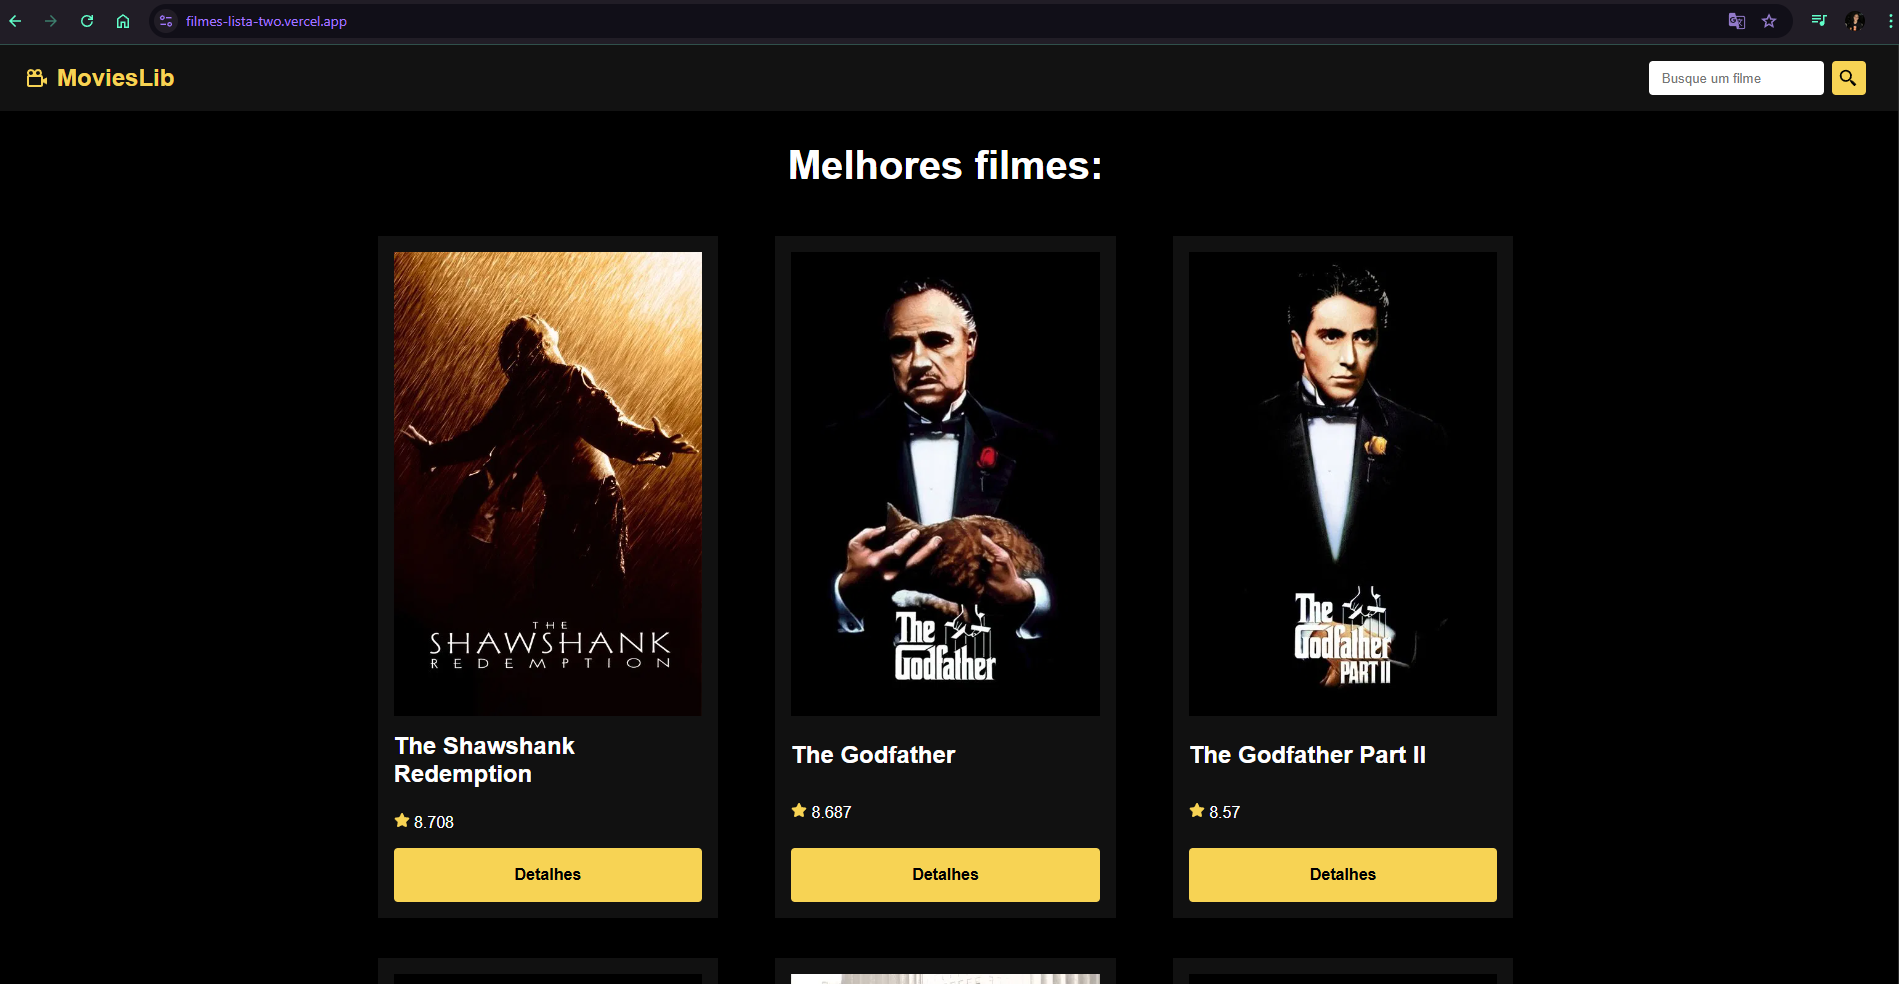 filmes-lista-two.vercel.app
MoviesLib
Busque um filme
Melhores filmes:
THE
SHAWSHANK
REDEMPTION
The
Godfather
The
Godfather
PART II
The Shawshank
Redemption
The Godfather
The Godfather Part II
8.708
8.687
8.57
Detalhes
Detalhes
Detalhes